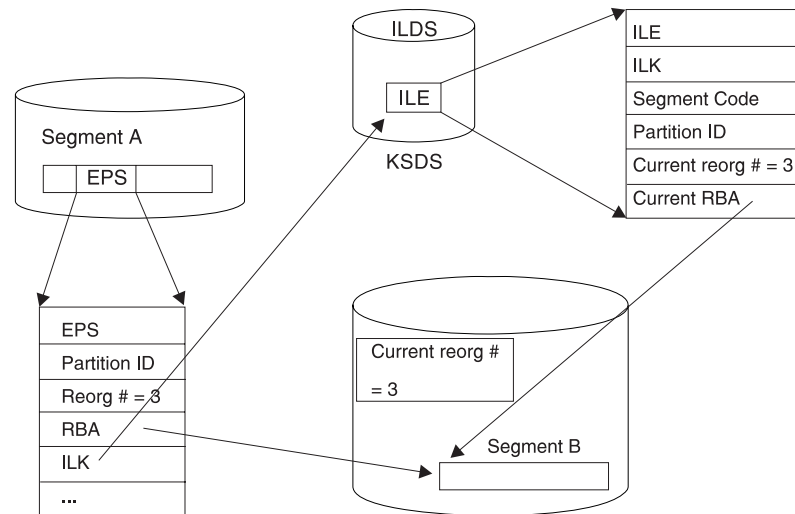 ILDS
ILE
KSDS
ILE
ILK
Segment Code
Partition ID
Current reorg # = 3
Current RBA
Segment A
EPS
EPS
Partition ID
Reorg # = 3
RBA
ILK
...
Current reorg #
= 3
Segment B